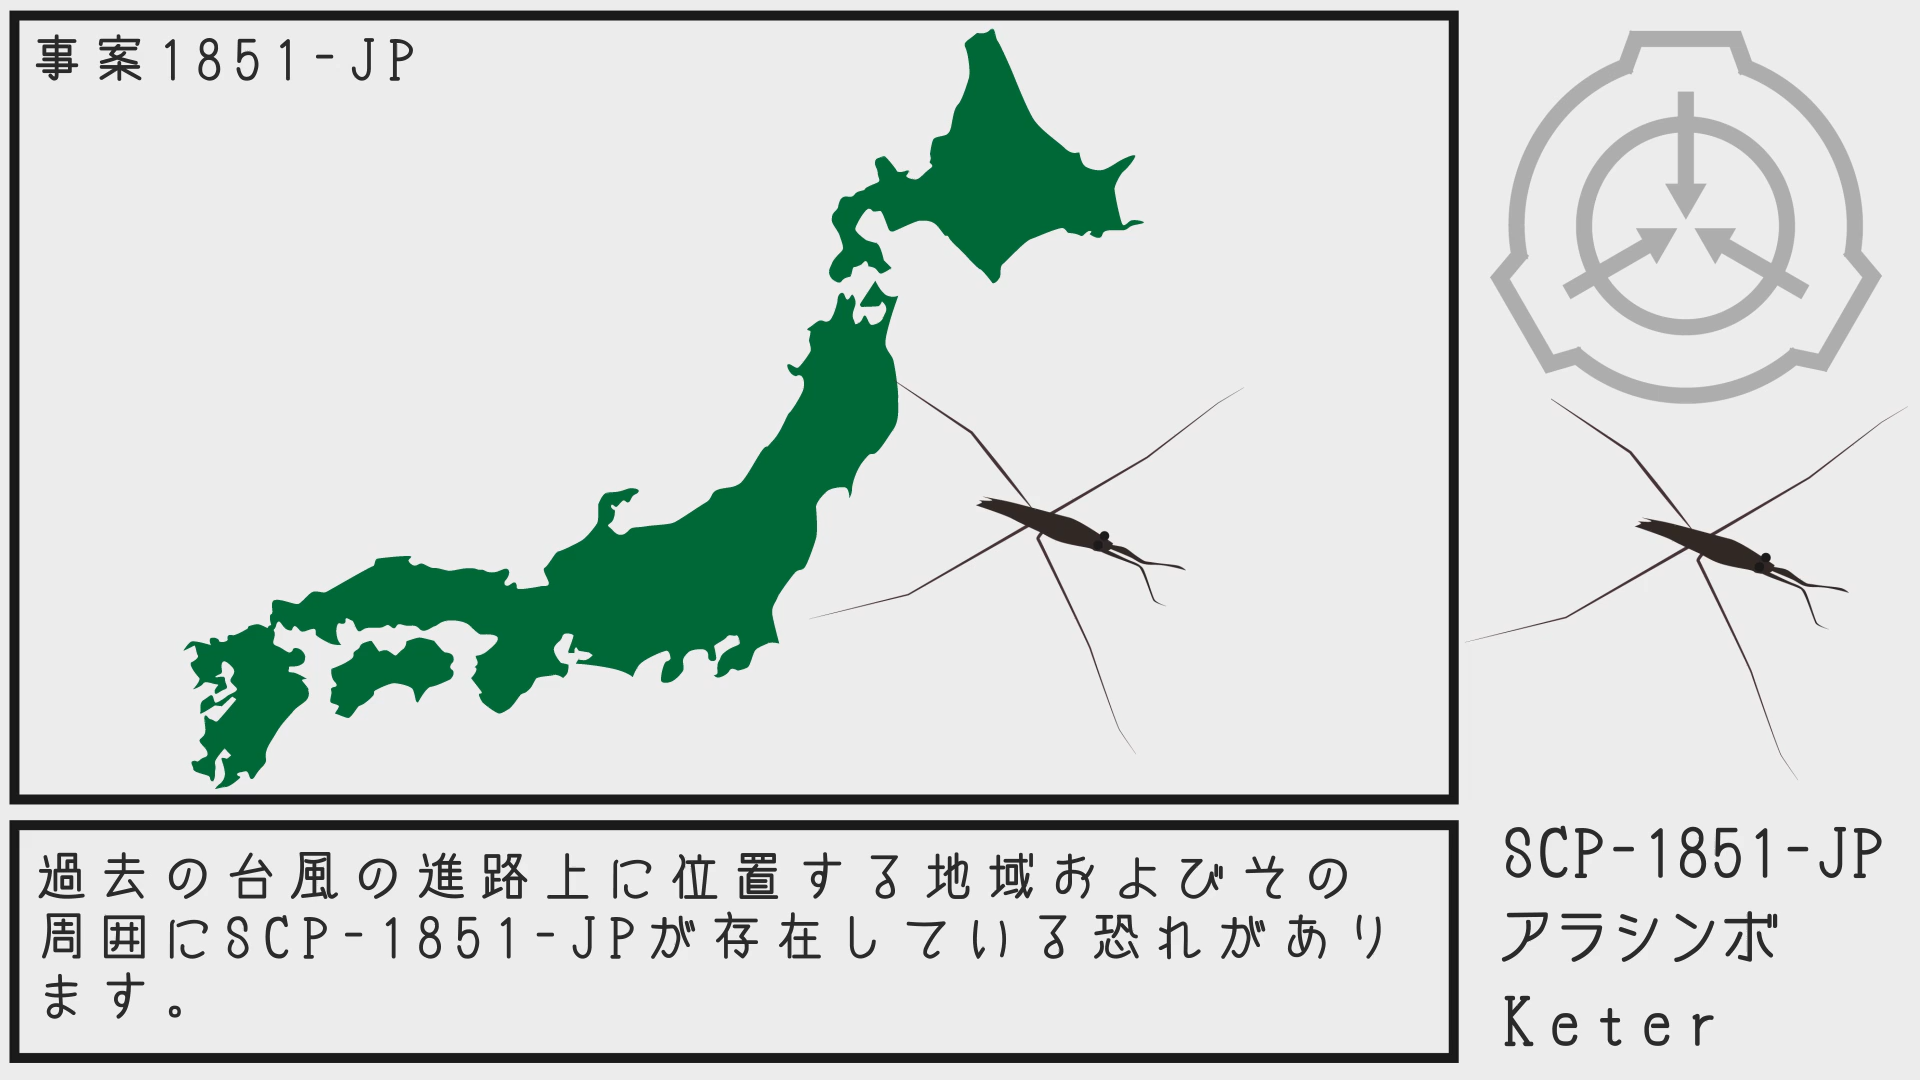 事案1851-JP
過去の台風の進路上に位置する地域およびその
周囲にSCP-1851-JPが存在している恐れがあり
ます。
SCP-1851-JP
アラシンボ
Keter